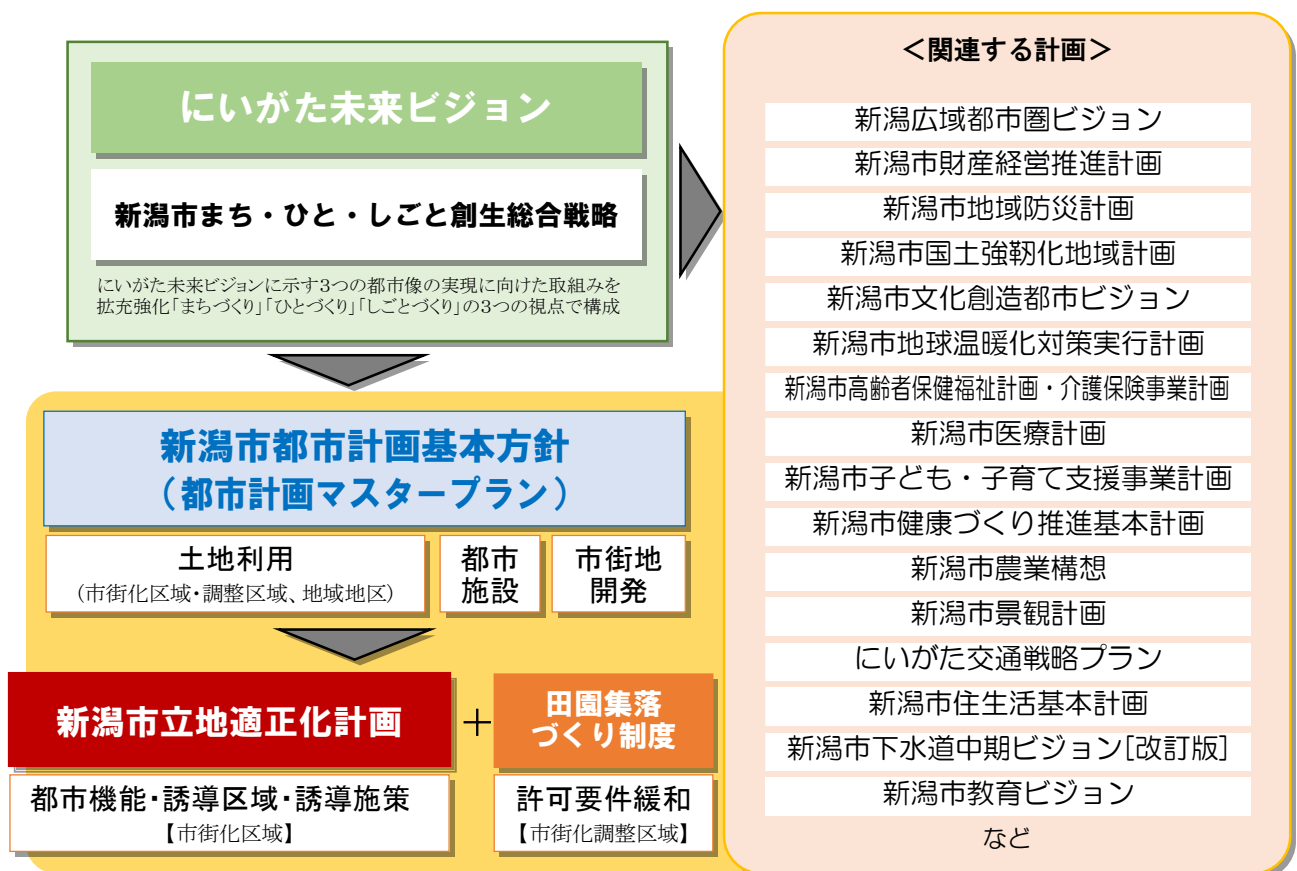 にいがた未来ビジョン
新潟市まち・ひと・しごと創生総合戦略
にいがた未来ビジョンに示す3つの都市像の実現に向けた取組みを
拡充強化「まちづくり」「ひとづくり」「しごとづくり」の3つの視点で構成
新潟市都市計画基本方針
（都市計画マスタープラン）
土地利用
（市街化区域・調整区域、地域地区）
都市
施設
市街地
開発
新潟市立地適正化計画
＋
田園集落
づくり制度
都市機能・誘導区域・誘導施策
【市街化区域】
許可要件緩和
【市街化調整区域】
＜関連する計画＞
新潟広域都市圏ビジョン
新潟市財産経営推進計画
新潟市地域防災計画
新潟市国土強靭化地域計画
新潟市文化創造都市ビジョン
新潟市地球温暖化対策実行計画
新潟市高齢者保健福祉計画・介護保険事業計画
新潟市医療計画
新潟市子ども・子育て支援事業計画
新潟市健康づくり推進基本計画
新潟市農業構想
新潟市景観計画
にいがた交通戦略プラン
新潟市住生活基本計画
新潟市下水道中期ビジョン[改訂版]
新潟市教育ビジョン
など